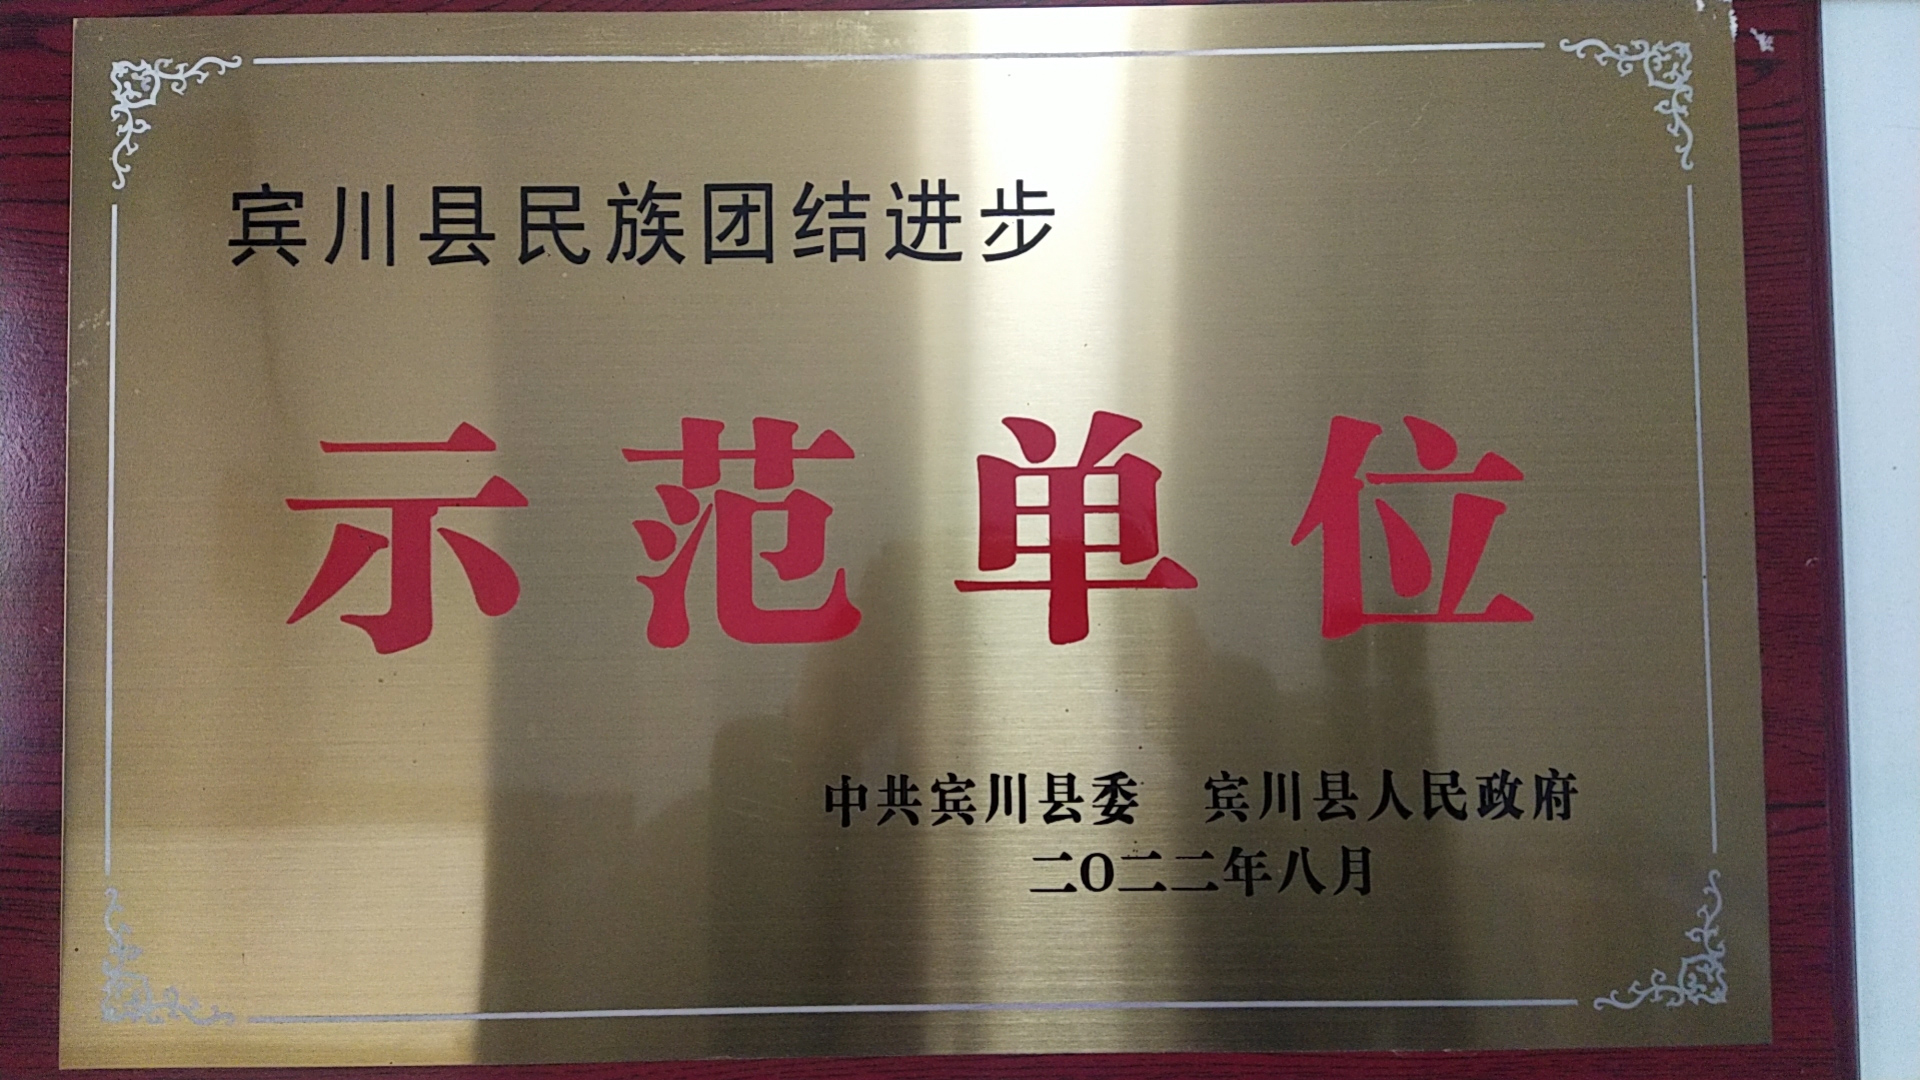 宾川县民族团结进步
示范单位
中共宾川县委 宾川县人民政府
二〇二二年八月